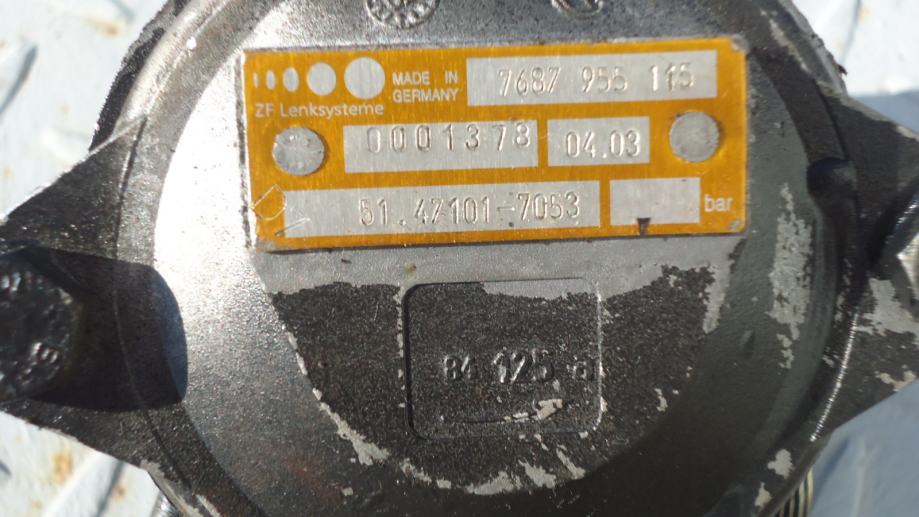 MADE IN
GERMANY
7687 955 115
ZF Lenksysteme
0001378
04.03
51.47101-7053
bar
84 125